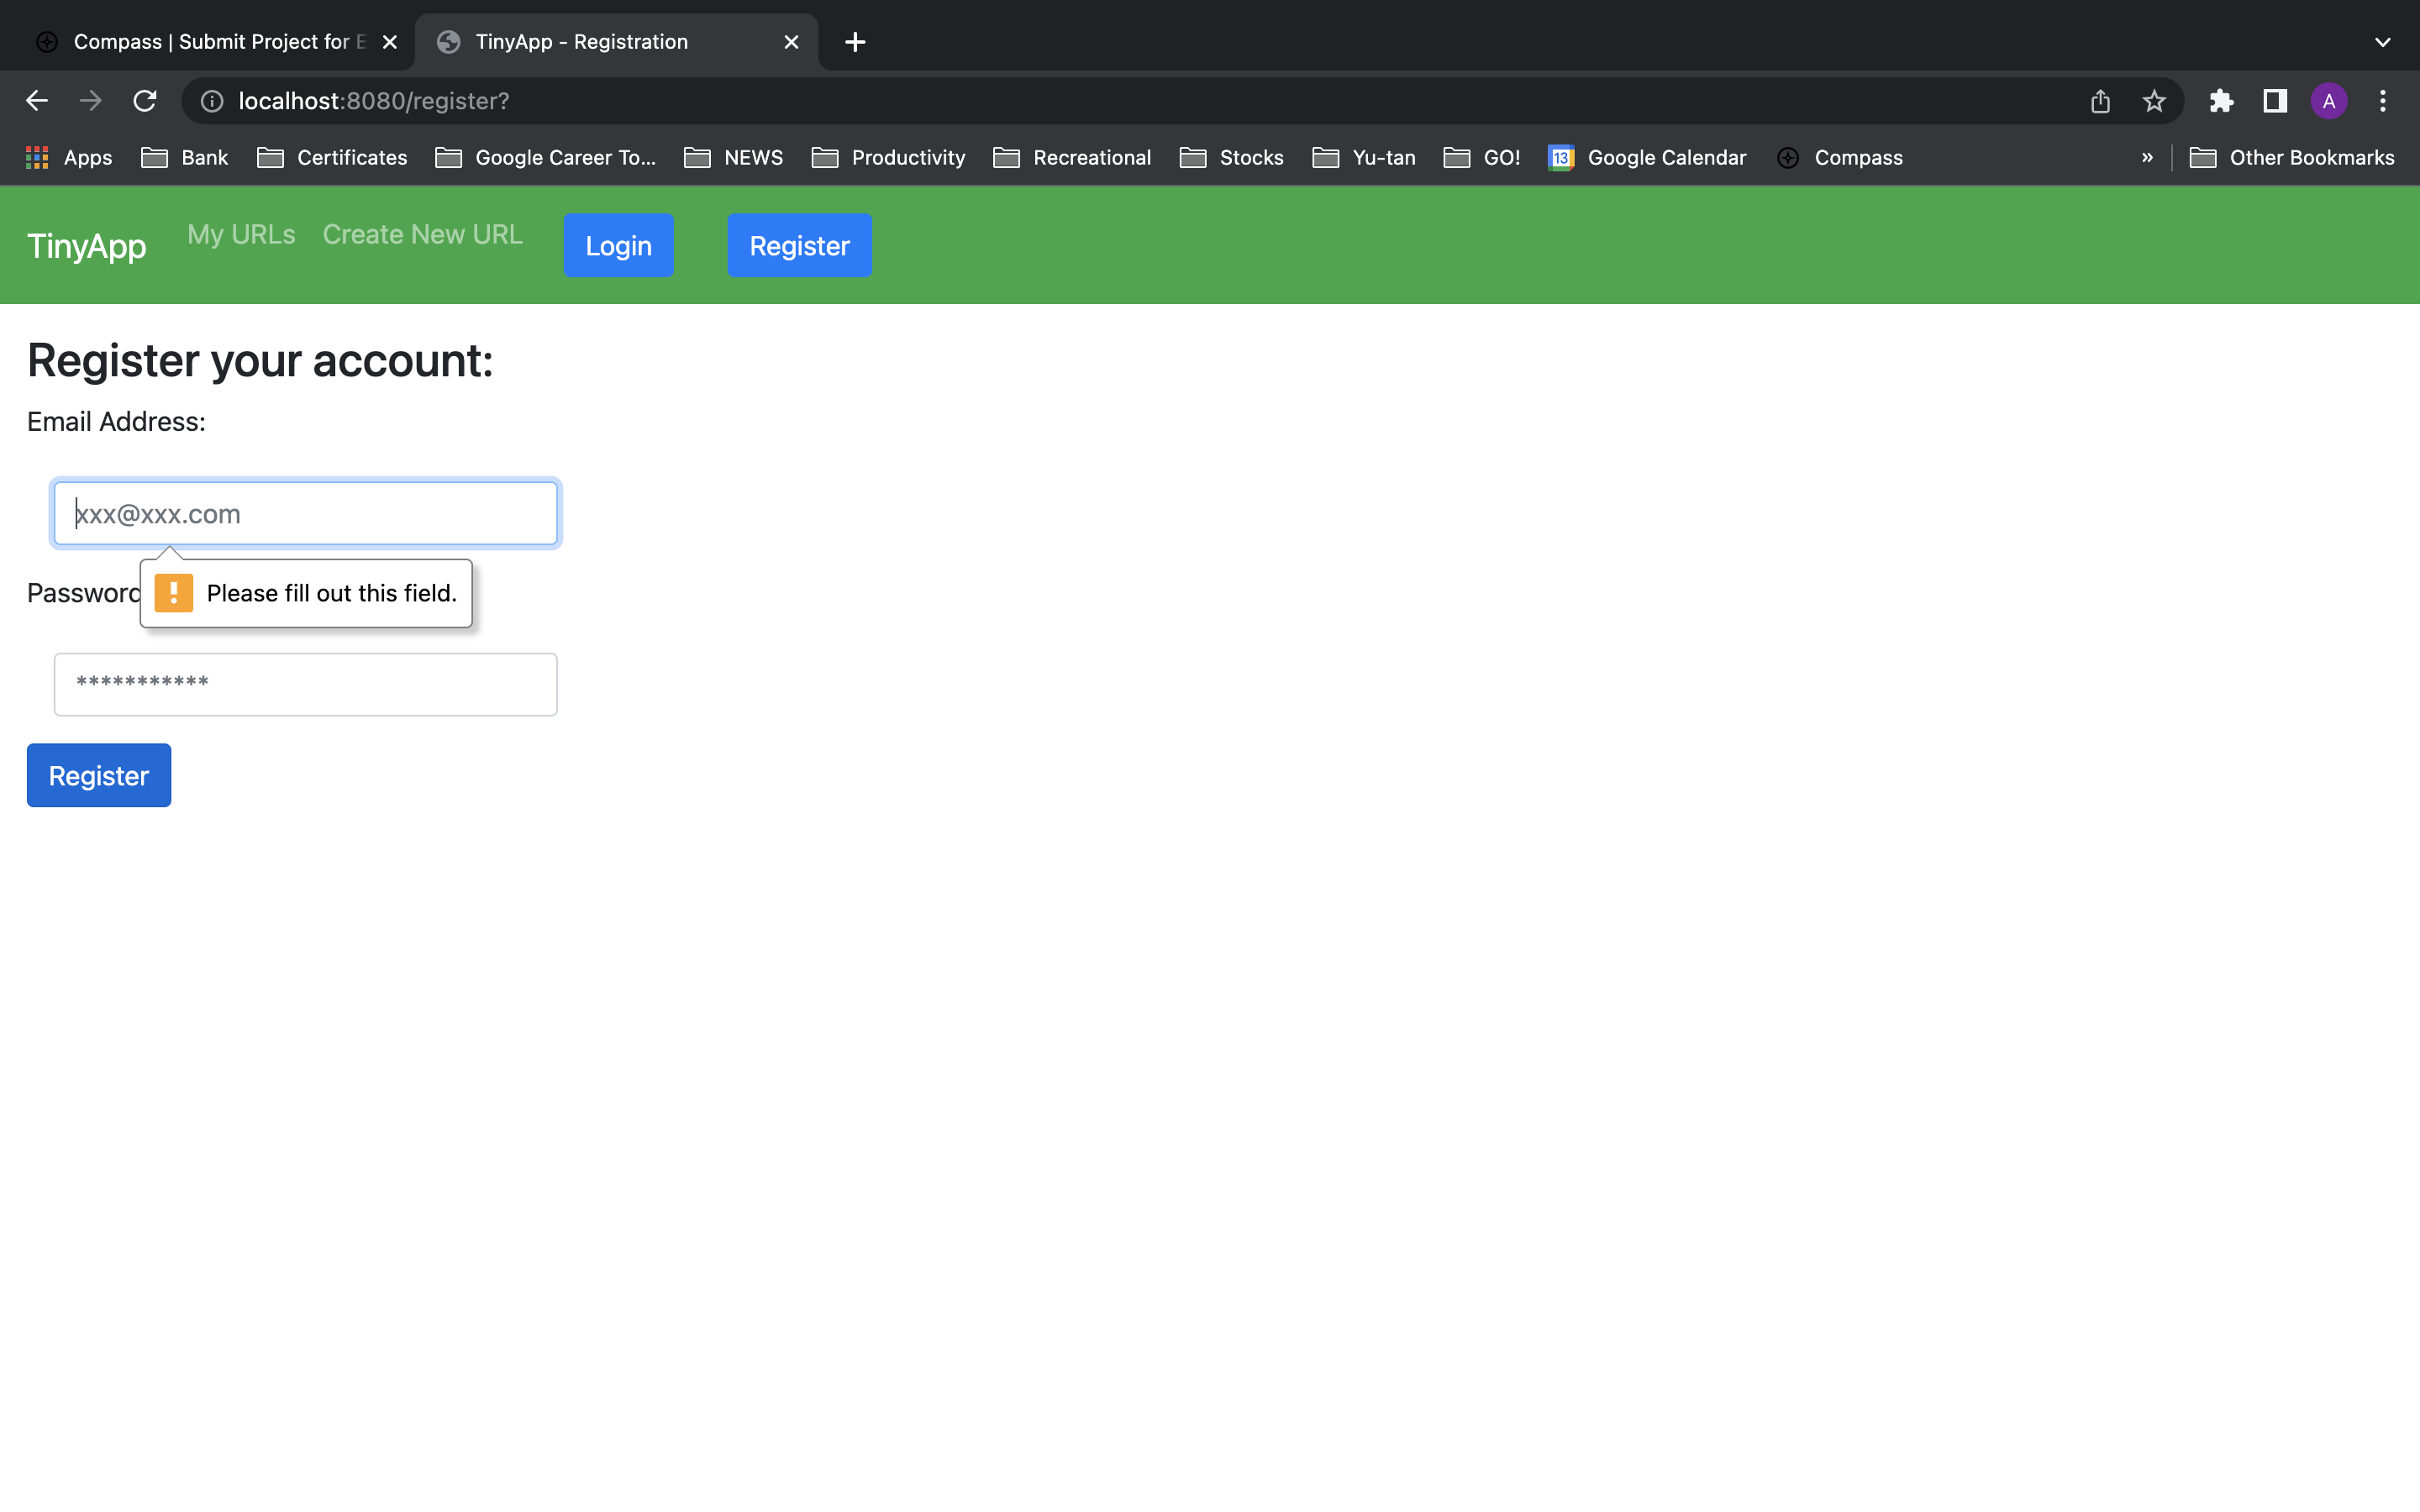 Compass | Submit Project for E
TinyApp - Registration
localhost:8080/register?
A
Apps Bank Certificates Google Career To... NEWS Productivity Recreational Stocks Yu-tan GO! 13 Google Calendar Compass » Other Bookmarks
TinyApp My URLs Create New URL Login Register
Register your account:
Email Address:
xxx@xxx.com
Password
! Please fill out this field.
***********
Register